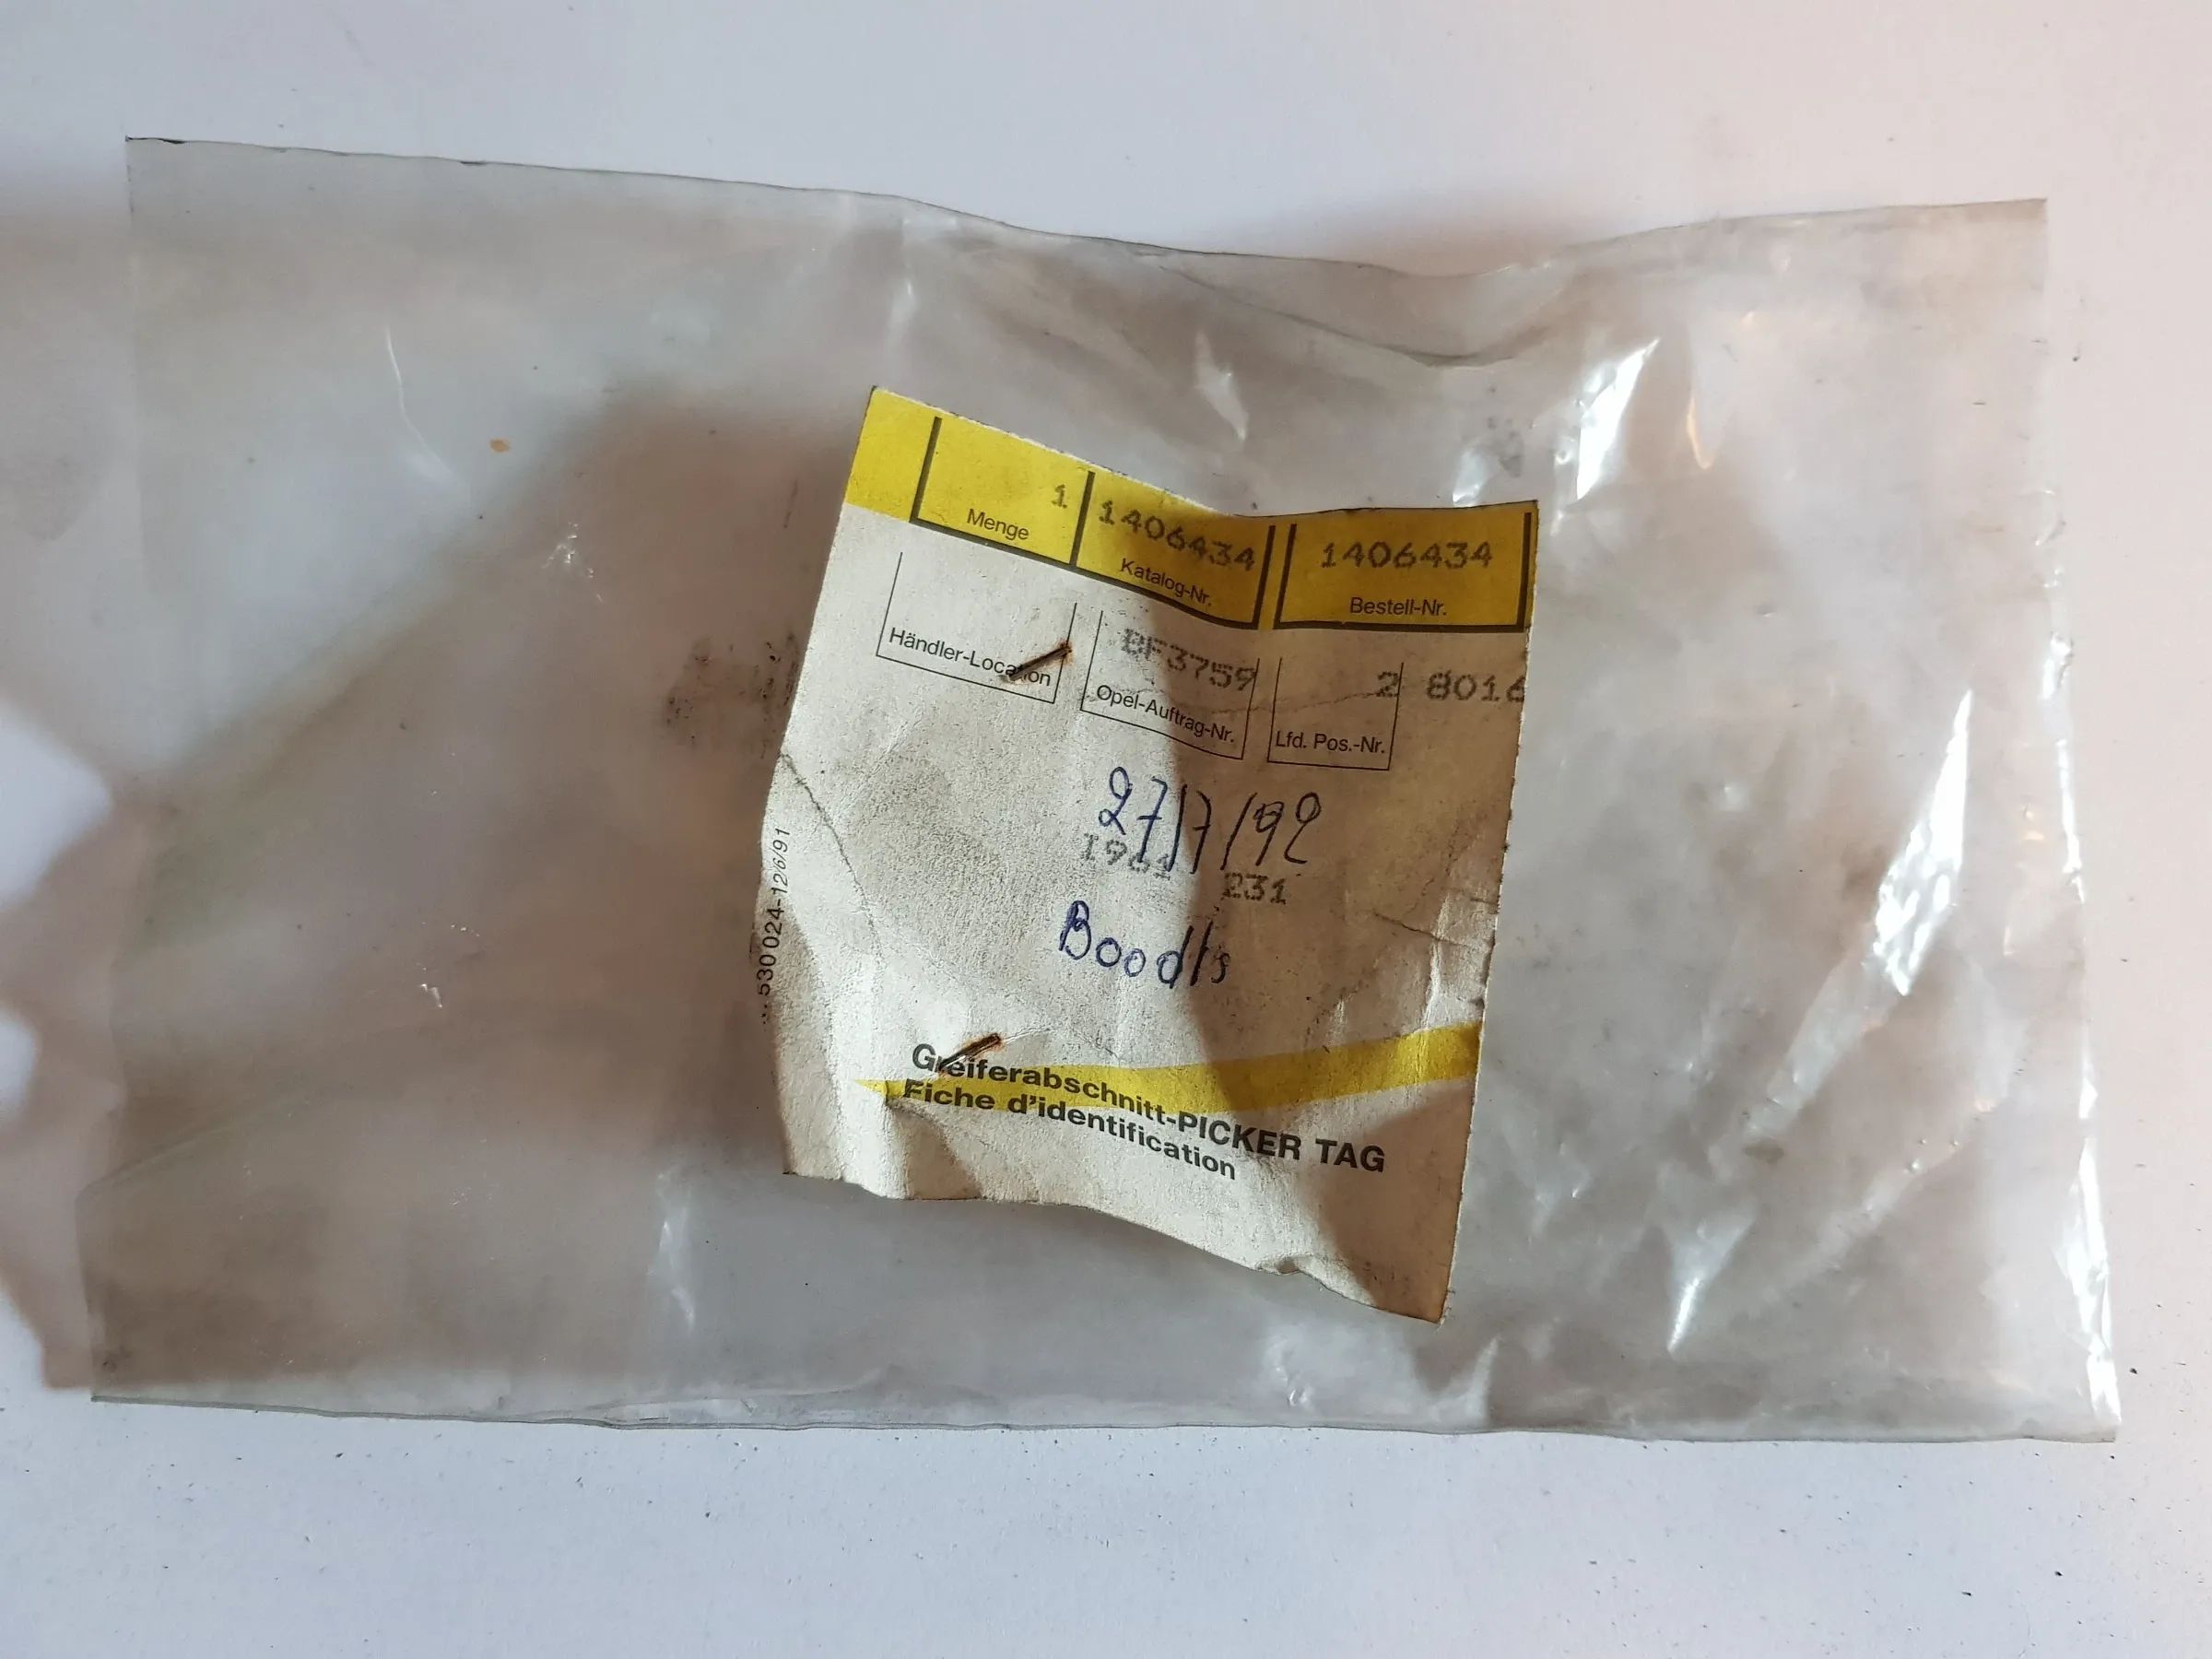 1 1406434 1406434
Menge Katalog-Nr. Bestell-Nr.
BF3759 2 8016
Händler-Location Opel-Auftrag-Nr. Lfd. Pos.-Nr.
27/7/92
231
530 024-12/6/91
Greiferabschnitt-PICKER TAG
Fiche d'identification